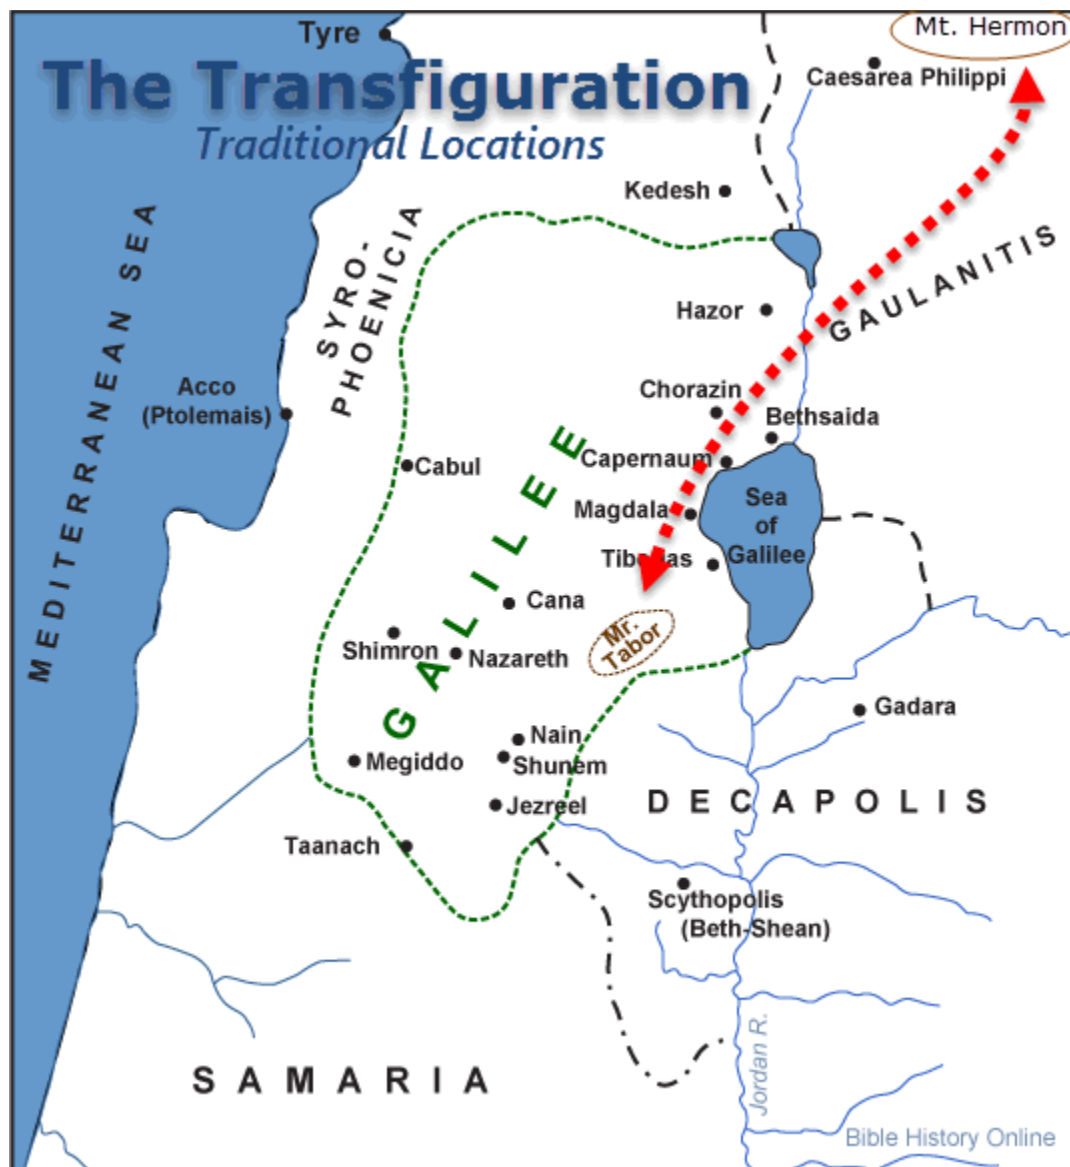 Mt. Hermon
Tyre
The Transfiguration
Traditional Locations
Caesarea Philippi
Kedesh
MEDITERRANEAN SEA
SYRO-
PHOENICIA
GAULANITIS
Hazor
Acco
(Ptolemais)
Chorazin
Bethsaida
Cabul
Capernaum
GALILEE
Magdala
Sea
of
Galilee
Cana
Mr.
Tabor
Shimron
Nazareth
Gadara
Nain
Megiddo
Shunem
DECAPOLIS
Jezreel
Taanach
Scythopolis
(Beth-Shean)
Jordan R.
SAMARIA
Bible History Online